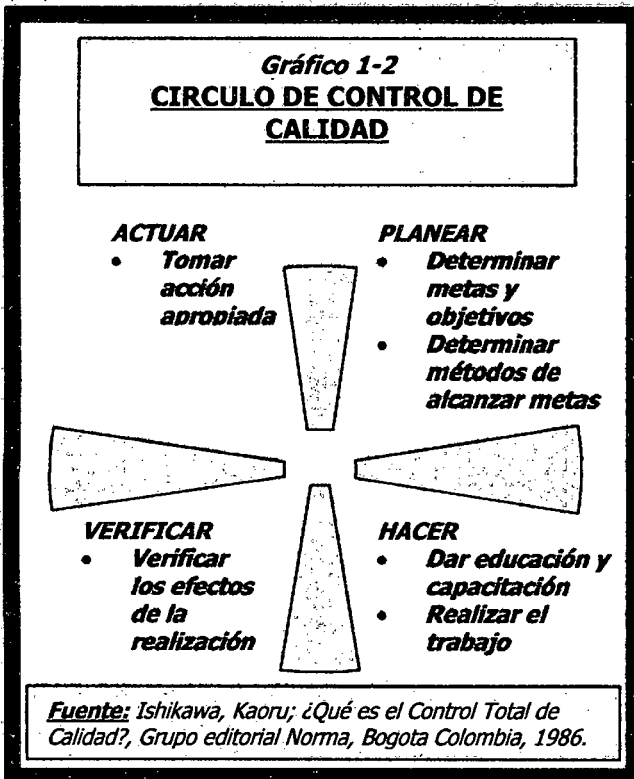 Gráfico 1-2
CIRCULO DE CONTROL DE
CALIDAD
ACTUAR
• Tomar
acción
apropiada
PLANEAR
• Determinar
metas y
objetivos
• Determinar
métodos de
alcanzar metas
VERIFICAR
• Verificar
los efectos
de la
realización
HACER
• Dar educación y
capacitación
• Realizar el
trabajo
Fuente: Ishikawa, Kaoru; ¿Qué es el Control Total de
Calidad?, Grupo editorial Norma, Bogota Colombia, 1986.